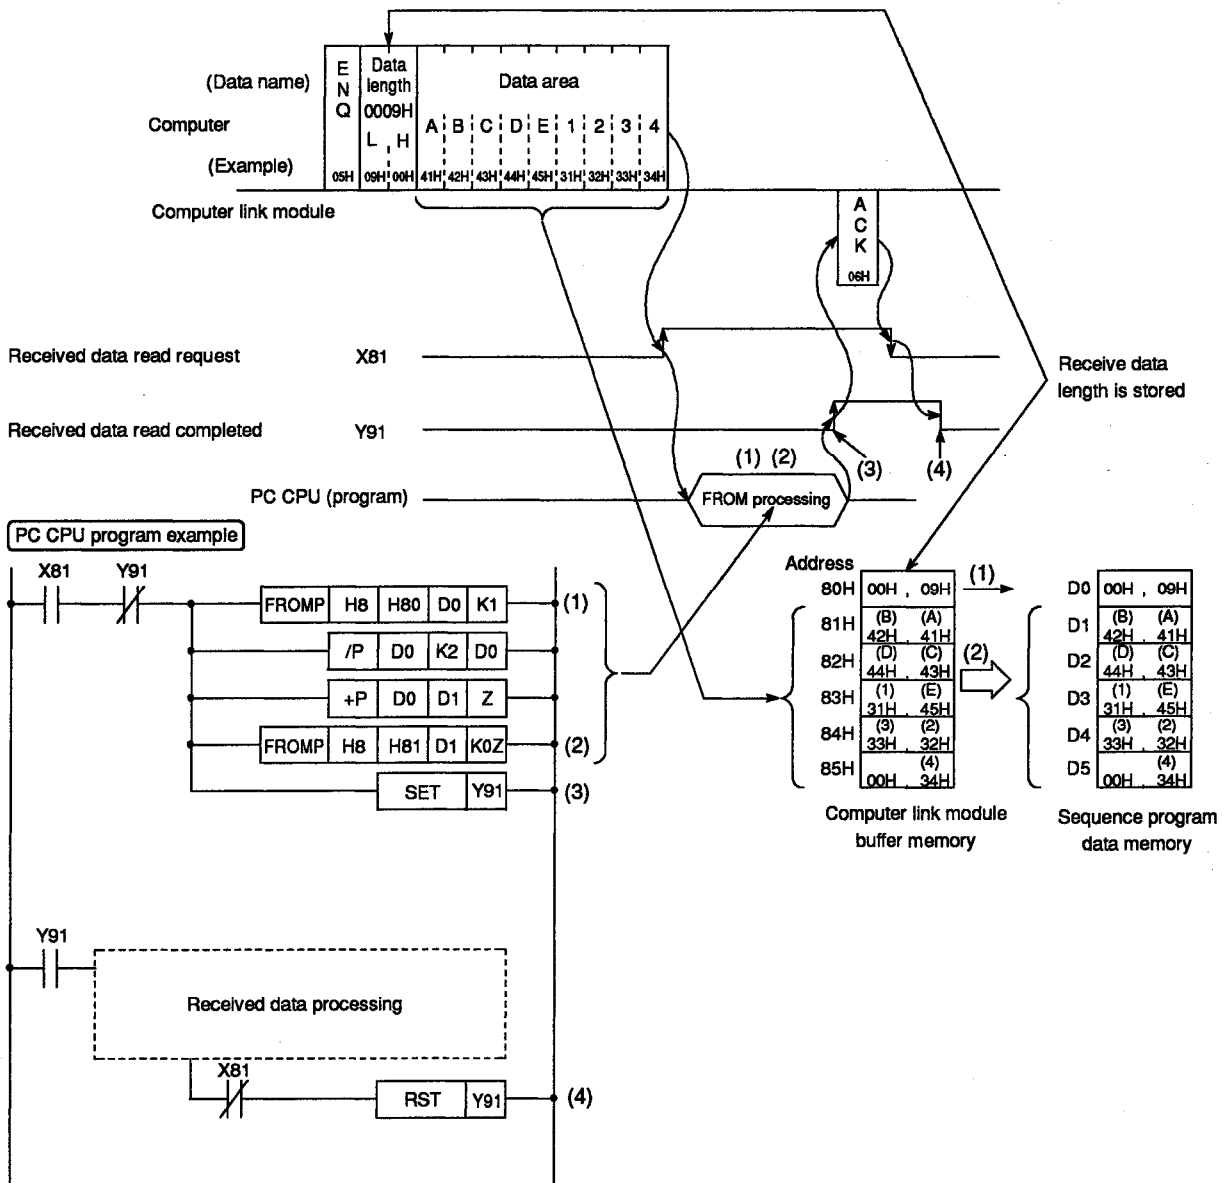 (Data name)
E N Q
Data length
0009H
L , H
Data area
Computer
A B C D E 1 2 3 4
(Example)
05H 09H 00H 41H 42H 43H 44H 45H 31H 32H 33H 34H
Computer link module
A C K
06H
Received data read request X81
Receive data length is stored
Received data read completed Y91
(3) (4)
(1) (2)
PC CPU (program)
FROM processing
PC CPU program example
X81 Y91
FROMP H8 H80 D0 K1 (1)
/P D0 K2 D0
+P D0 D1 Z
FROMP H8 H81 D1 K0Z (2)
SET Y91 (3)
Address
80H 00H , 09H (1) D0 00H , 09H
81H (B) (A) D1 (B) (A)
42H , 41H 42H , 41H
82H (D) (C) (2) D2 (D) (C)
44H , 43H 44H , 43H
83H (1) (E) D3 (1) (E)
31H , 45H 31H , 45H
84H (3) (2) D4 (3) (2)
33H , 32H 33H , 32H
85H (4) D5 (4)
00H , 34H 00H , 34H
Computer link module buffer memory
Sequence program data memory
Y91
Received data processing
X81
RST Y91 (4)